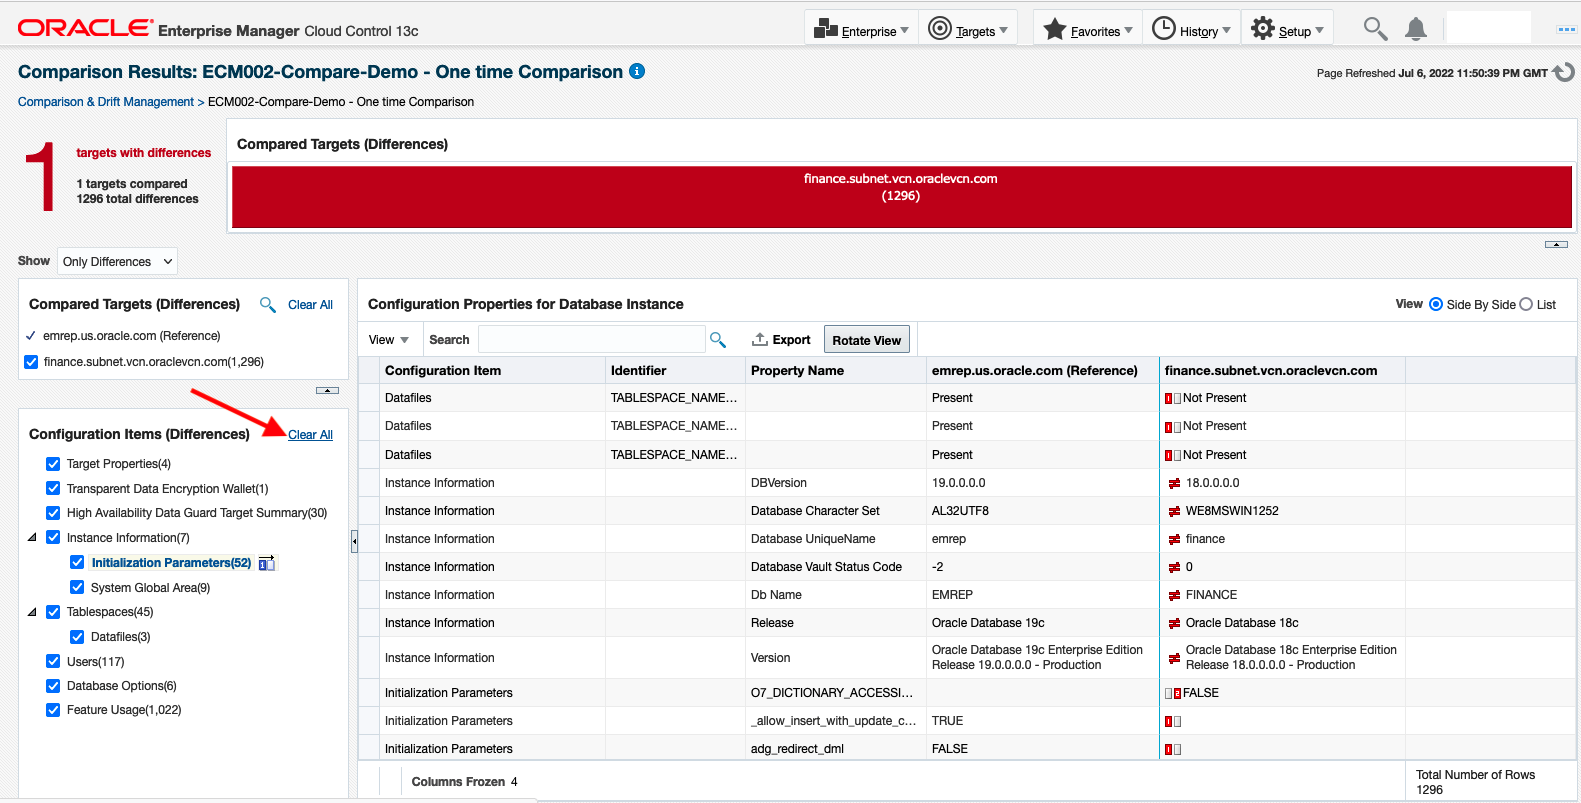 ORACLE® Enterprise Manager Cloud Control 13c
Enterprise
Targets
Favorites
History
Setup
Comparison Results: ECM002-Compare-Demo - One time Comparison
Page Refreshed Jul 6, 2022 11:50:39 PM GMT
Comparison & Drift Management > ECM002-Compare-Demo - One time Comparison
1
targets with differences
1 targets compared
1296 total differences
Compared Targets (Differences)
finance.subnet.vcn.oraclevcn.com
(1296)
Show Only Differences
Compared Targets (Differences) Clear All
emrep.us.oracle.com (Reference)
finance.subnet.vcn.oraclevcn.com(1,296)
Configuration Items (Differences) Clear All
Target Properties(4)
Transparent Data Encryption Wallet(1)
High Availability Data Guard Target Summary(30)
Instance Information(7)
Initialization Parameters(52)
System Global Area(9)
Tablespaces(45)
Datafiles(3)
Users(117)
Database Options(6)
Feature Usage(1,022)
Configuration Properties for Database Instance
View Side By Side List
View Search Export Rotate View
Configuration Item Identifier Property Name emrep.us.oracle.com (Reference) finance.subnet.vcn.oraclevcn.com
Datafiles TABLESPACE_NAME... Present Not Present
Datafiles TABLESPACE_NAME... Present Not Present
Datafiles TABLESPACE_NAME... Present Not Present
Instance Information DBVersion 19.0.0.0.0 18.0.0.0.0
Instance Information Database Character Set AL32UTF8 WE8MSWIN1252
Instance Information Database UniqueName emrep finance
Instance Information Database Vault Status Code -2 0
Instance Information Db Name EMREP FINANCE
Instance Information Release Oracle Database 19c Oracle Database 18c
Instance Information Version Oracle Database 19c Enterprise Edition Release 19.0.0.0.0 - Production Oracle Database 18c Enterprise Edition Release 18.0.0.0.0 - Production
Initialization Parameters O7_DICTIONARY_ACCESSI... FALSE
Initialization Parameters _allow_insert_with_update_c... TRUE
Initialization Parameters adg_redirect_dml FALSE
Columns Frozen 4
Total Number of Rows
1296